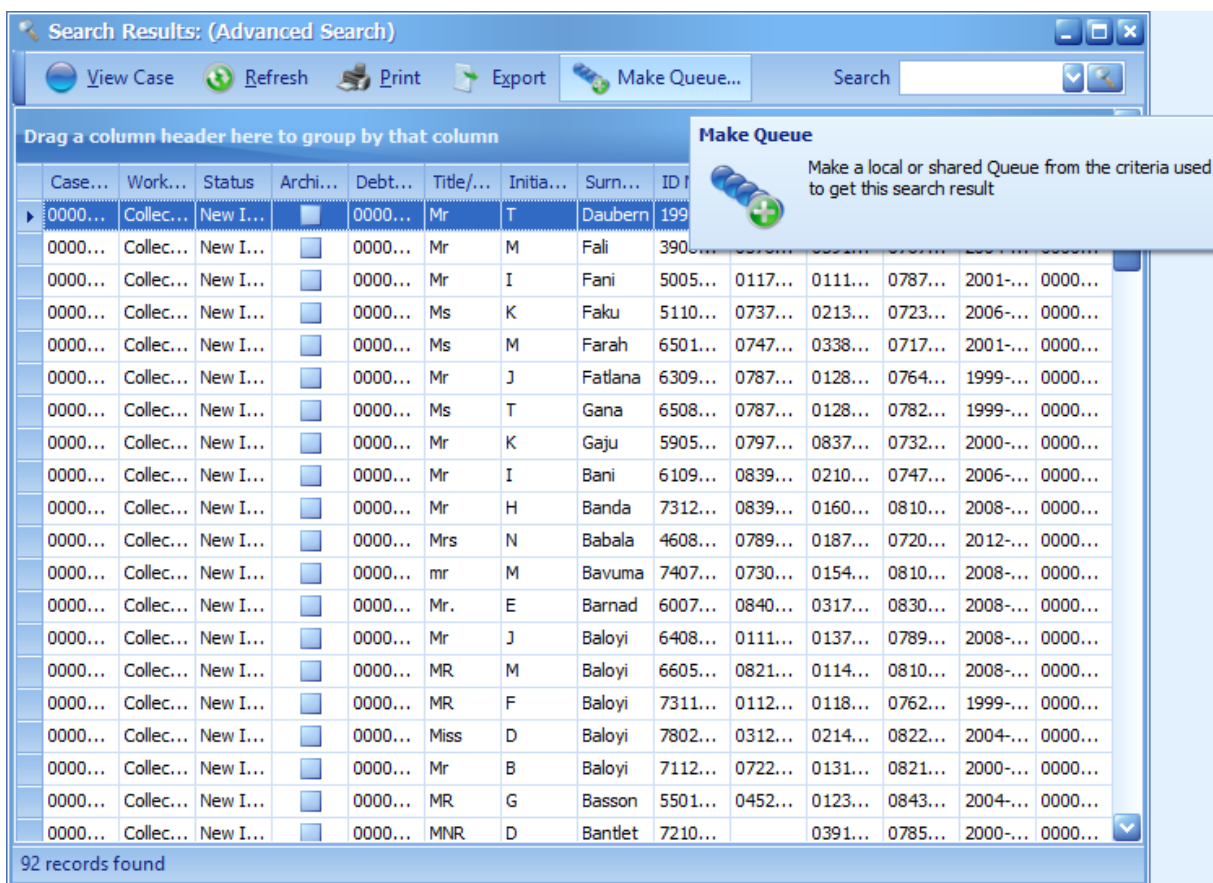 Search Results: (Advanced Search)
View Case Refresh Print Export Make Queue... Search
Drag a column header here to group by that column
Make Queue
Make a local or shared Queue from the criteria used
to get this search result
Case... Work... Status Archi... Debt... Title/... Initia... Surn... ID
0000... Collec... New I... 0000... Mr T Daubern 199
0000... Collec... New I... 0000... Mr M Fali
0000... Collec... New I... 0000... Mr I Fani 5005... 0117... 0111... 0787... 2001-... 0000...
0000... Collec... New I... 0000... Ms K Faku 5110... 0737... 0213... 0723... 2006-... 0000...
0000... Collec... New I... 0000... Ms M Farah 6501... 0747... 0338... 0717... 2001-... 0000...
0000... Collec... New I... 0000... Mr J Fatlana 6309... 0787... 0128... 0764... 1999-... 0000...
0000... Collec... New I... 0000... Ms T Gana 6508... 0787... 0128... 0782... 1999-... 0000...
0000... Collec... New I... 0000... Mr K Gaju 5905... 0797... 0837... 0732... 2000-... 0000...
0000... Collec... New I... 0000... Mr I Bani 6109... 0839... 0210... 0747... 2006-... 0000...
0000... Collec... New I... 0000... Mr H Banda 7312... 0839... 0160... 0810... 2008-... 0000...
0000... Collec... New I... 0000... Mrs N Babala 4608... 0789... 0187... 0720... 2012-... 0000...
0000... Collec... New I... 0000... mr M Bavuma 7407... 0730... 0154... 0810... 2008-... 0000...
0000... Collec... New I... 0000... Mr. E Barnad 6007... 0840... 0317... 0830... 2008-... 0000...
0000... Collec... New I... 0000... Mr J Baloyi 6408... 0111... 0137... 0789... 2008-... 0000...
0000... Collec... New I... 0000... MR M Baloyi 6605... 0821... 0114... 0810... 2008-... 0000...
0000... Collec... New I... 0000... MR F Baloyi 7311... 0112... 0118... 0762... 1999-... 0000...
0000... Collec... New I... 0000... Miss D Baloyi 7802... 0312... 0214... 0822... 2004-... 0000...
0000... Collec... New I... 0000... Mr B Baloyi 7112... 0722... 0131... 0821... 2000-... 0000...
0000... Collec... New I... 0000... MR G Basson 5501... 0452... 0123... 0843... 2004-... 0000...
0000... Collec... New I... 0000... MNR D Bantlet 7210... 0391... 0785... 2000-... 0000...
92 records found